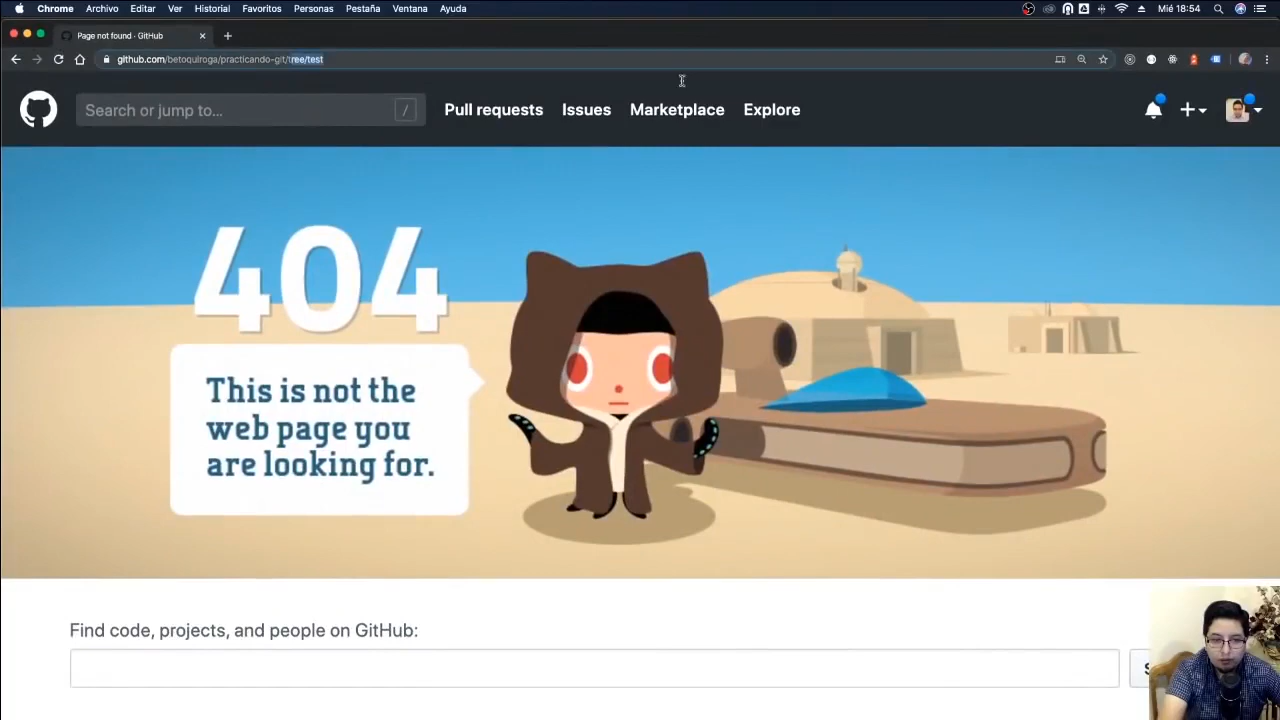 Chrome Archivo Editar Ver Historial Favoritos Personas Pestaña Ventana Ayuda Mié 18:54
Page not found · GitHub
github.com/betoquiroga/practicando-git/tree/test
Search or jump to... / Pull requests Issues Marketplace Explore
404
This is not the
web page you
are looking for.
Find code, projects, and people on GitHub: